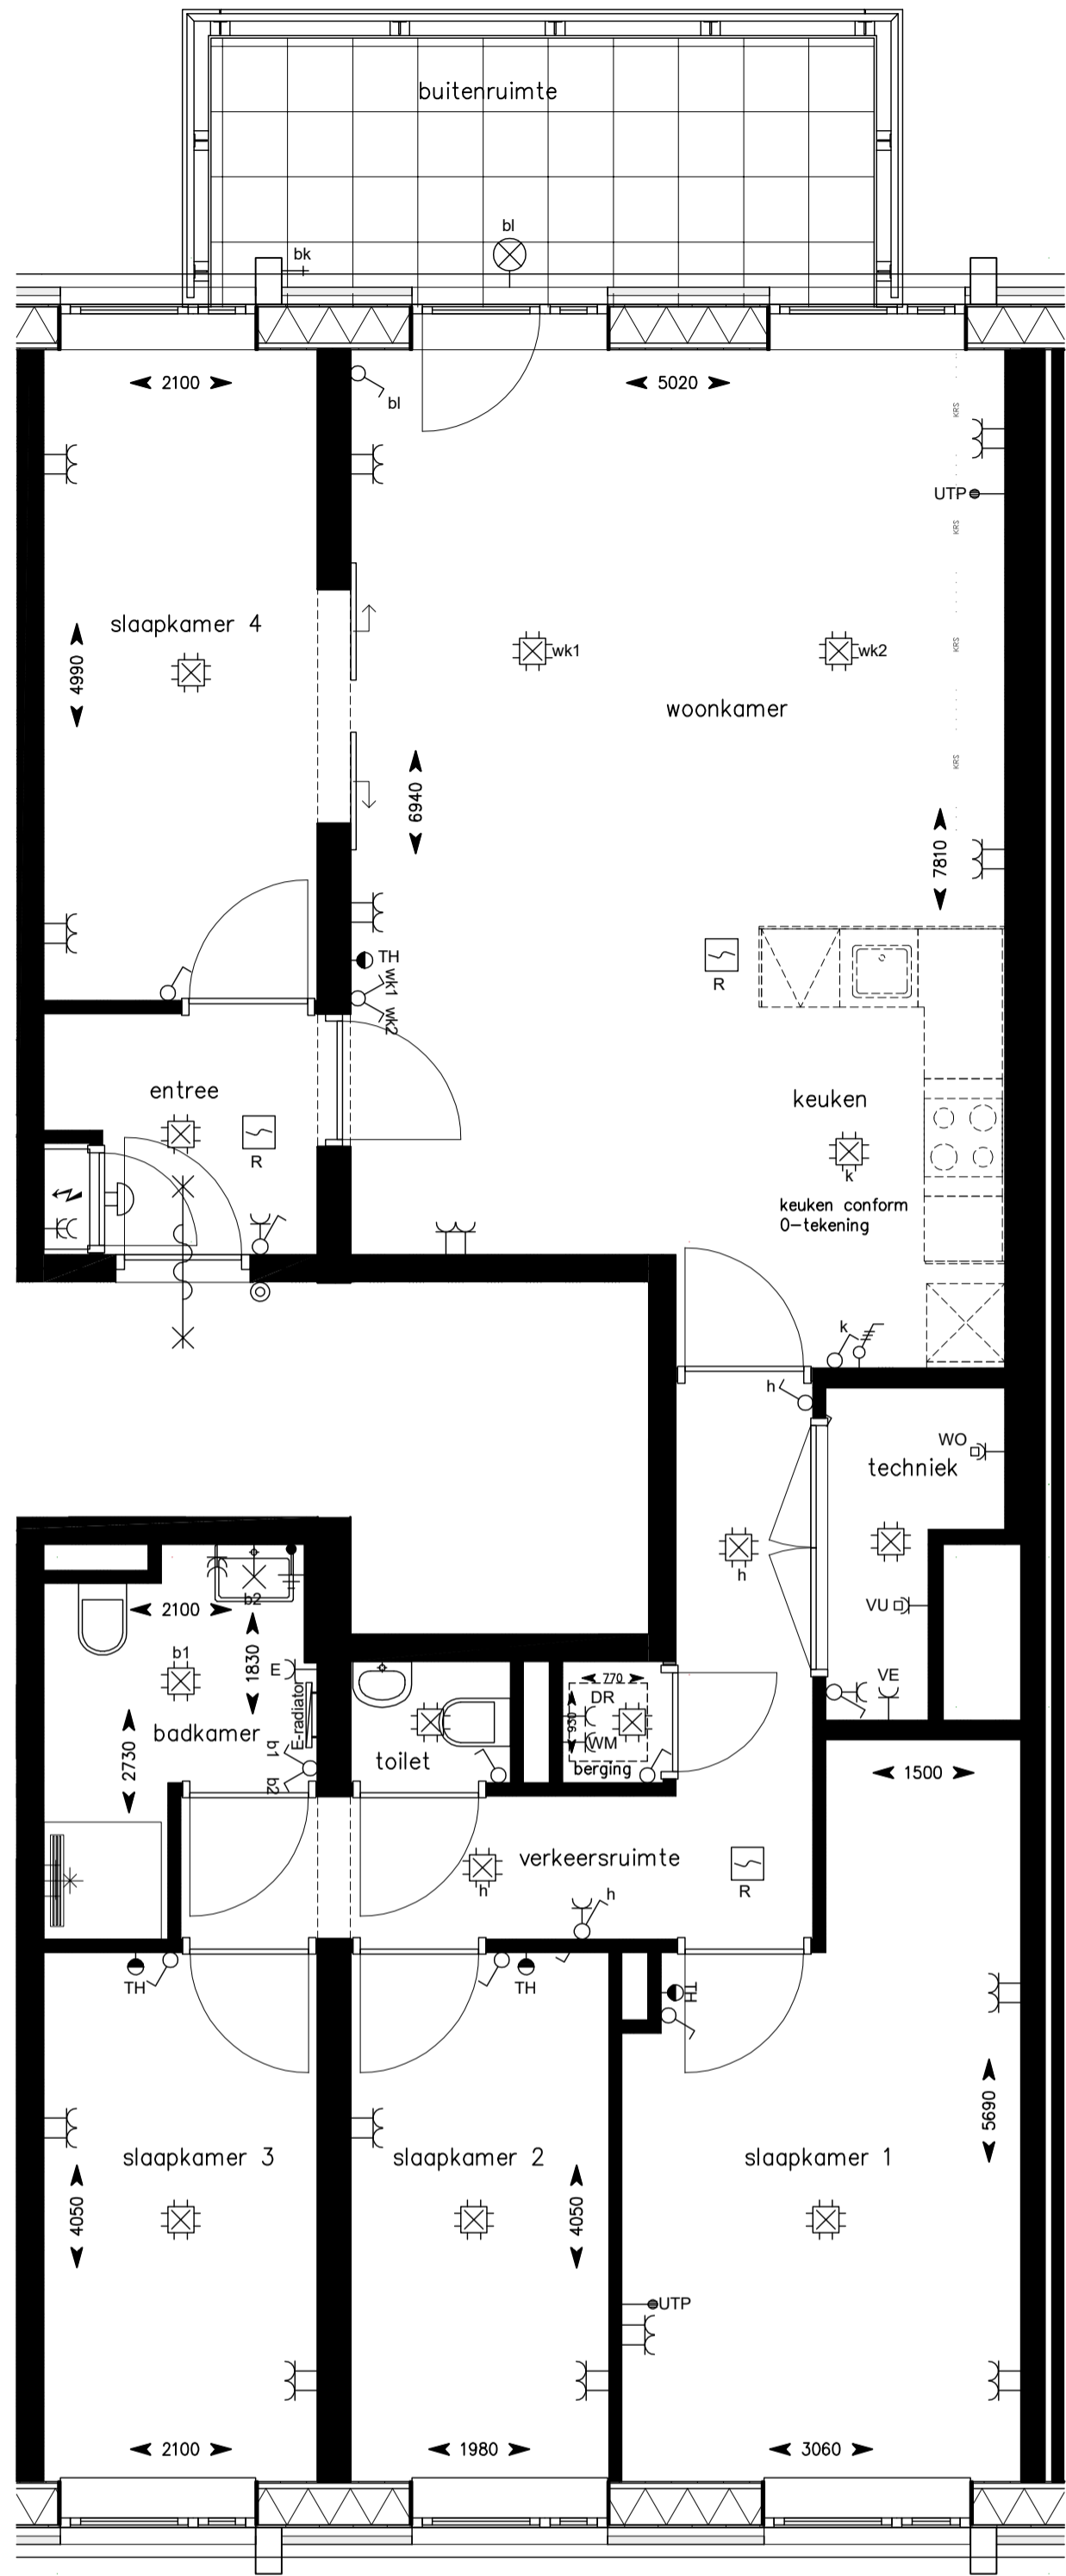 buitenruimte
bl
bk
2100
5020
bl
KRS
UTP
KRS
slaapkamer 4
4990
wk1
wk2
KRS
woonkamer
6940
KRS
7810
TH
wk1
wk2
R
entree
R
keuken
k
keuken conform
0-tekening
k
h
WO
techniek
h
b2
2100
1830
b1
E
E-radiator
VU
VE
770
DR
930
WM
berging
badkamer
2730
b1
b2
toilet
1500
verkeersruimte
h
h
R
TH
TH
TH
5690
slaapkamer 3
slaapkamer 2
slaapkamer 1
4050
4050
UTP
2100
1980
3060